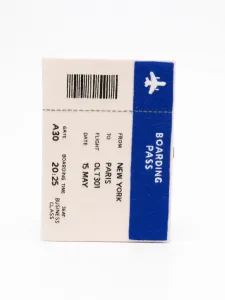 BOARDING
PASS
FROM: NEW YORK
TO PARIS
FLIGHT OLT301
DATE 15 MAY
GATE BOARDING TIME SEAT
A30 20:25 BUSINESS
CLASS